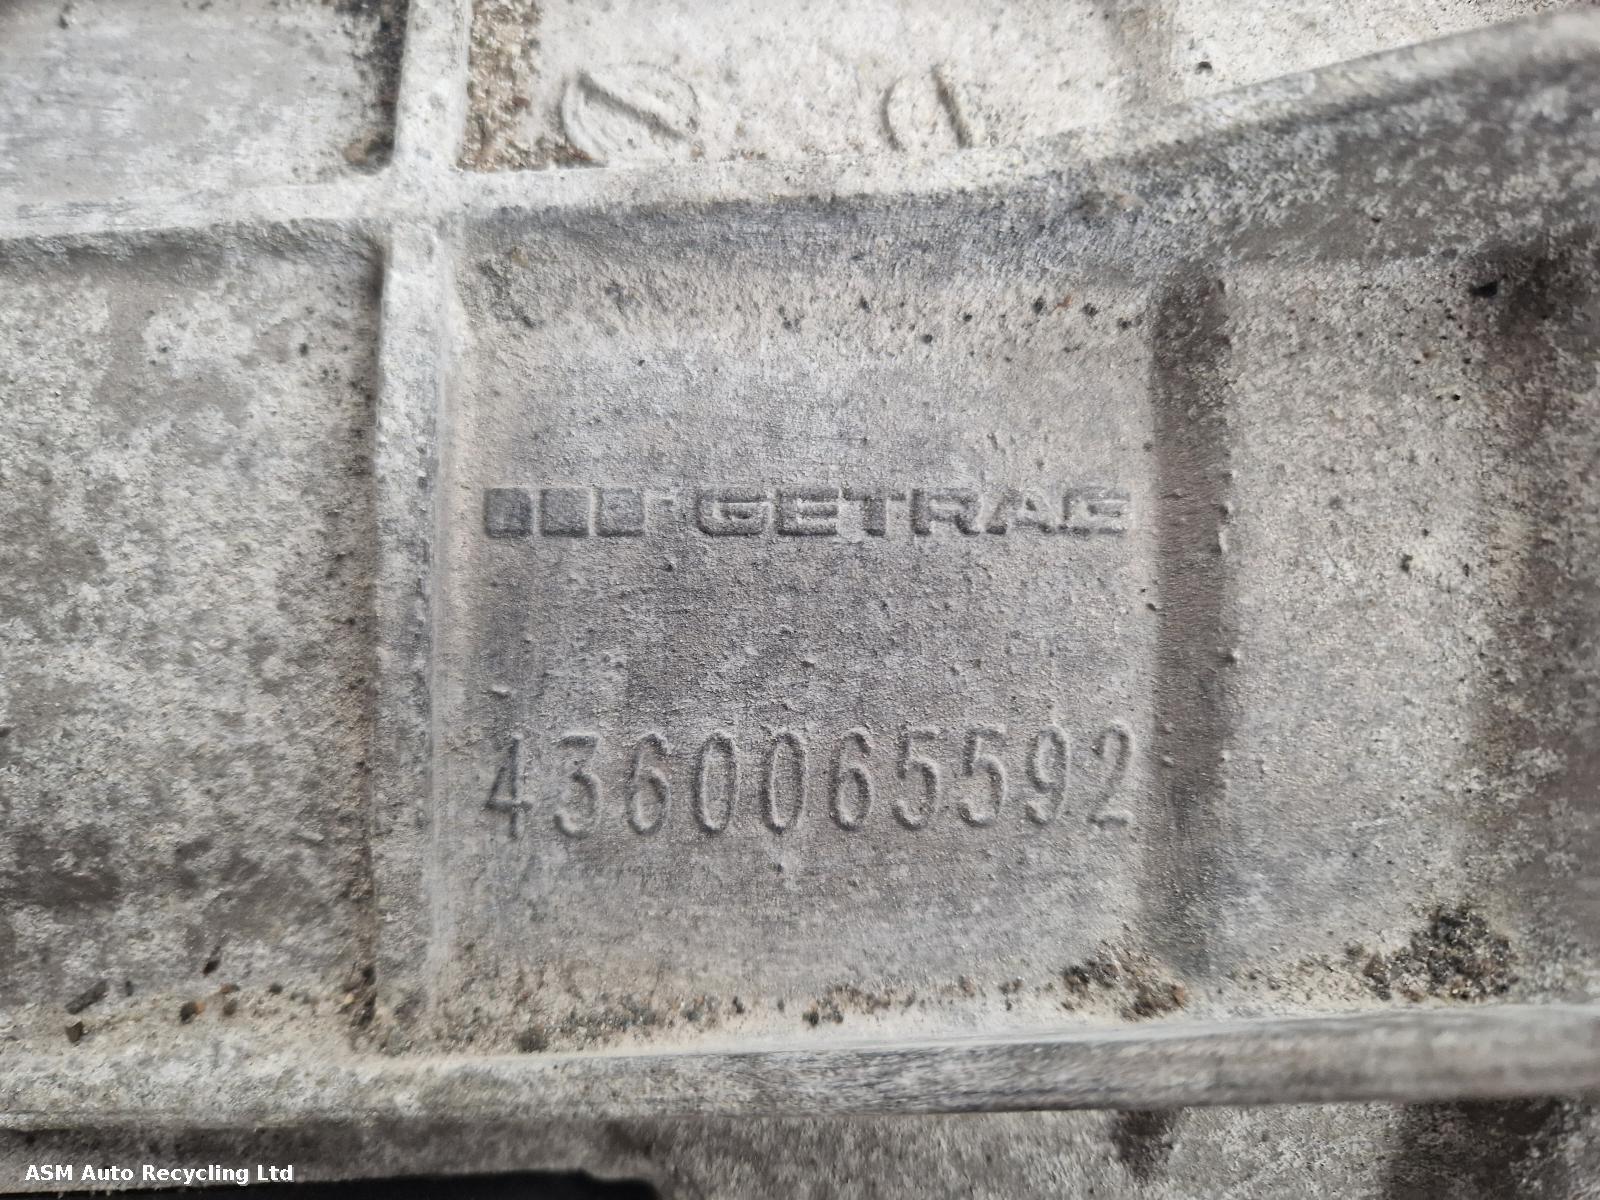 GETRAG
4360065592
ASM Auto Recycling Ltd